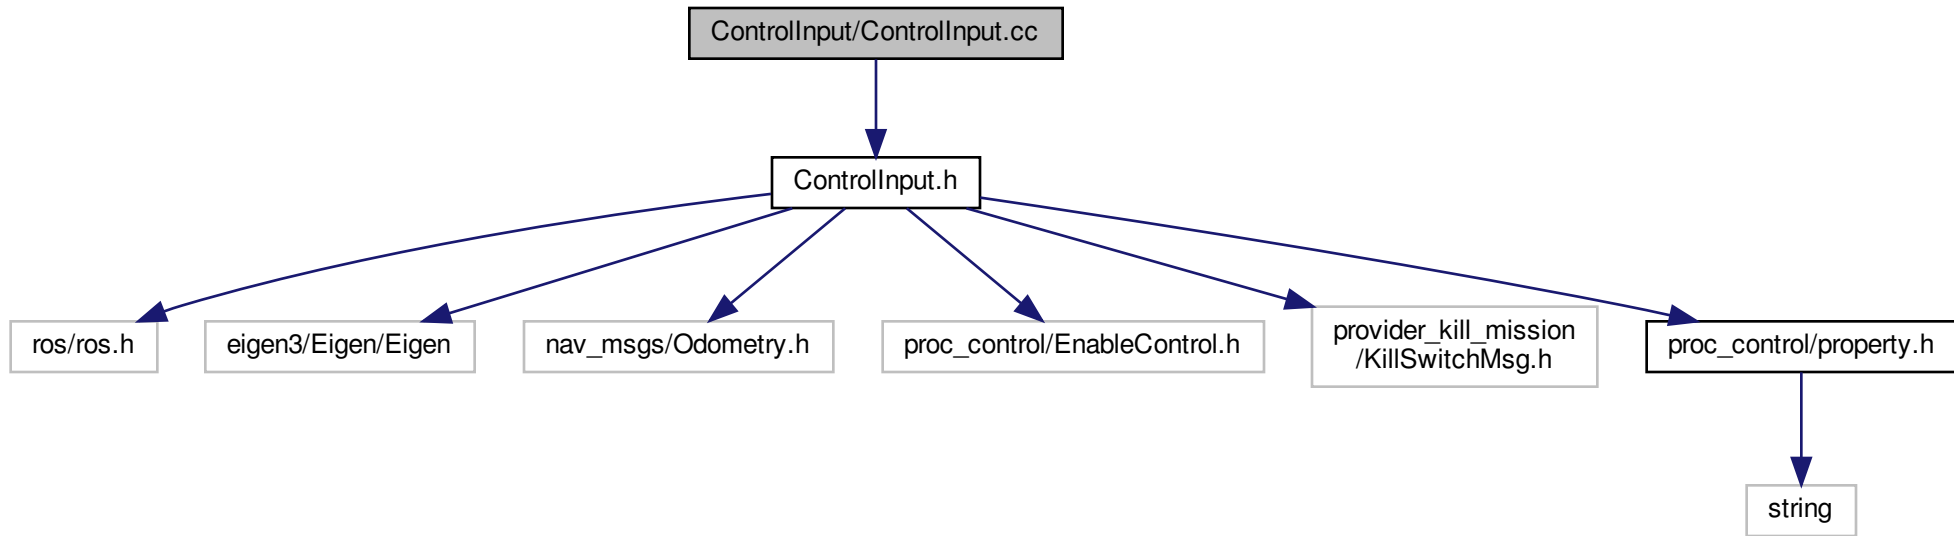 ControlInput/ControlInput.cc
ControlInput.h
ros/ros.h
eigen3/Eigen/Eigen
nav_msgs/Odometry.h
proc_control/EnableControl.h
provider_kill_mission
/KillSwitchMsg.h
proc_control/property.h
string